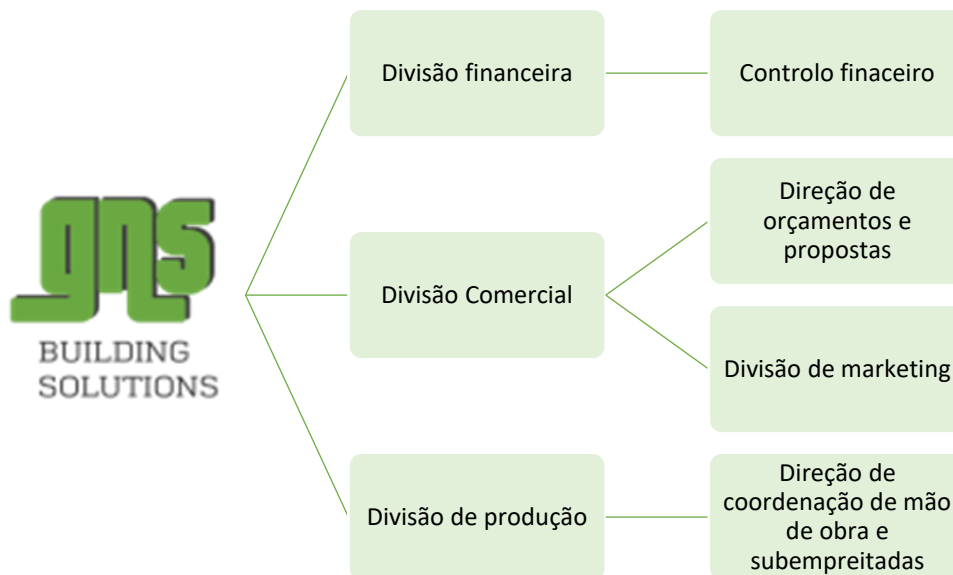 gns
BUILDING
SOLUTIONS
Divisão financeira
Controlo finaceiro
Divisão Comercial
Direção de
orçamentos e
propostas
Divisão de marketing
Divisão de produção
Direção de
coordenação de mão
de obra e
subempreitadas